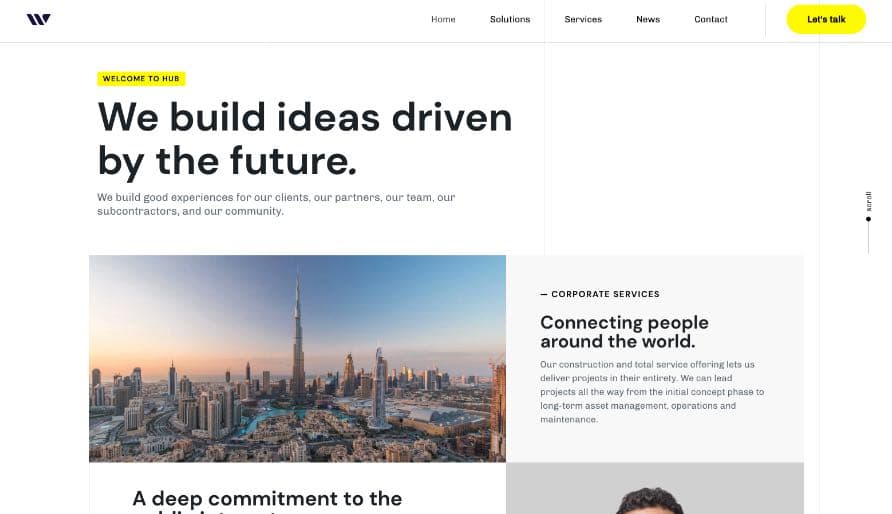 Home Solutions Services News Contact Let's talk
WELCOME TO HUB
We build ideas driven
by the future.
We build good experiences for our clients, our partners, our team, our
subcontractors, and our community.
scroll
— CORPORATE SERVICES
Connecting people
around the world.
Our construction and total service offering lets us
deliver projects in their entirety. We can lead
projects all the way from the initial concept phase to
long-term asset management, operations and
maintenance.
A deep commitment to the